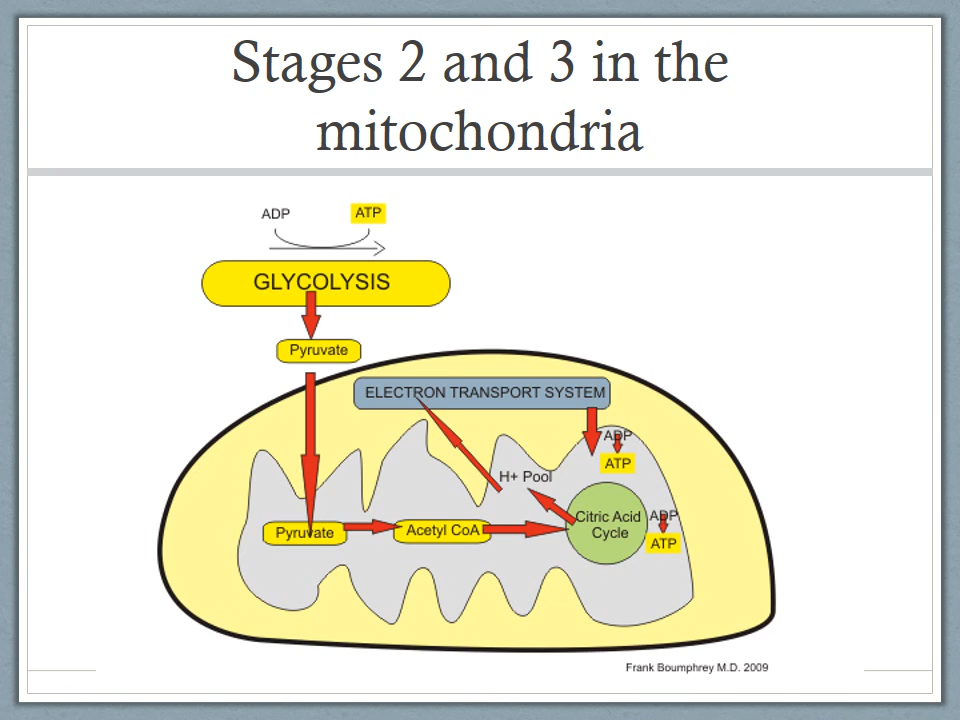 Stages 2 and 3 in the
mitochondria
ADP
ATP
GLYCOLYSIS
Pyruvate
ELECTRON TRANSPORT SYSTEM
ADP
ATP
H+ Pool
Citric Acid
Cycle
ADP
ATP
Pyruvate
Acetyl CoA
Frank Boumphrey M.D. 2009